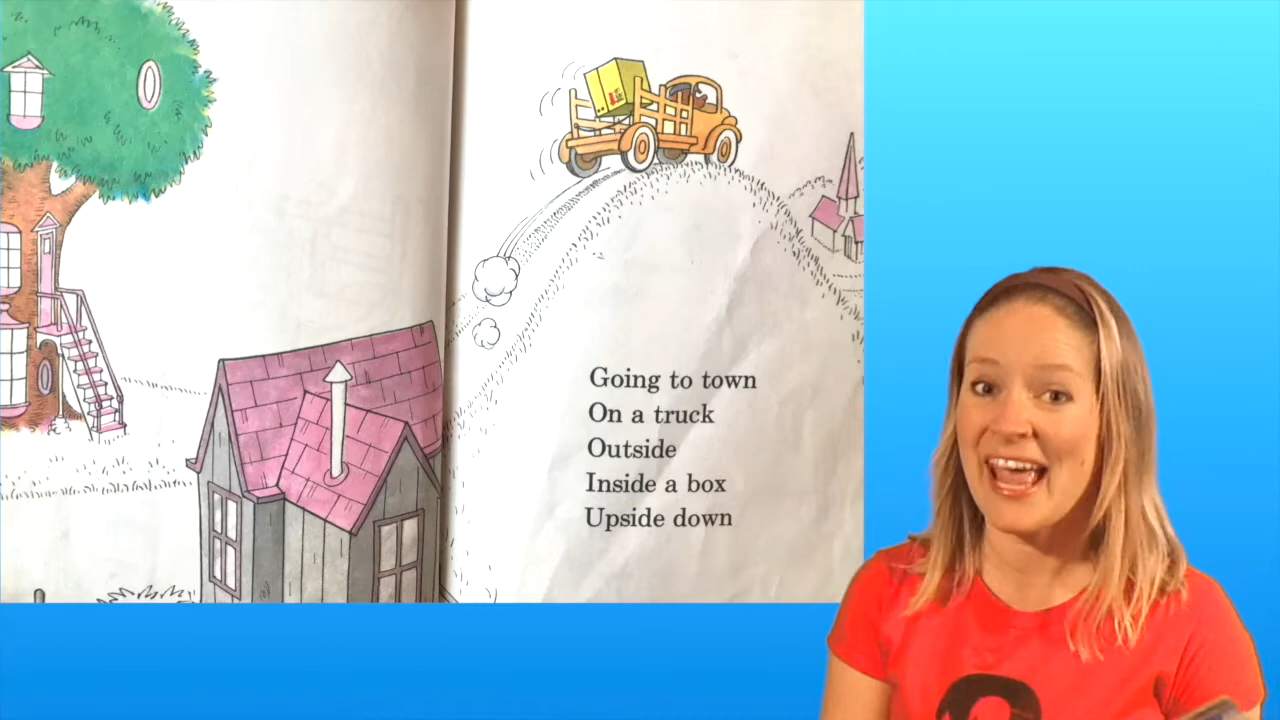 Going to town
On a truck
Outside
Inside a box
Upside down